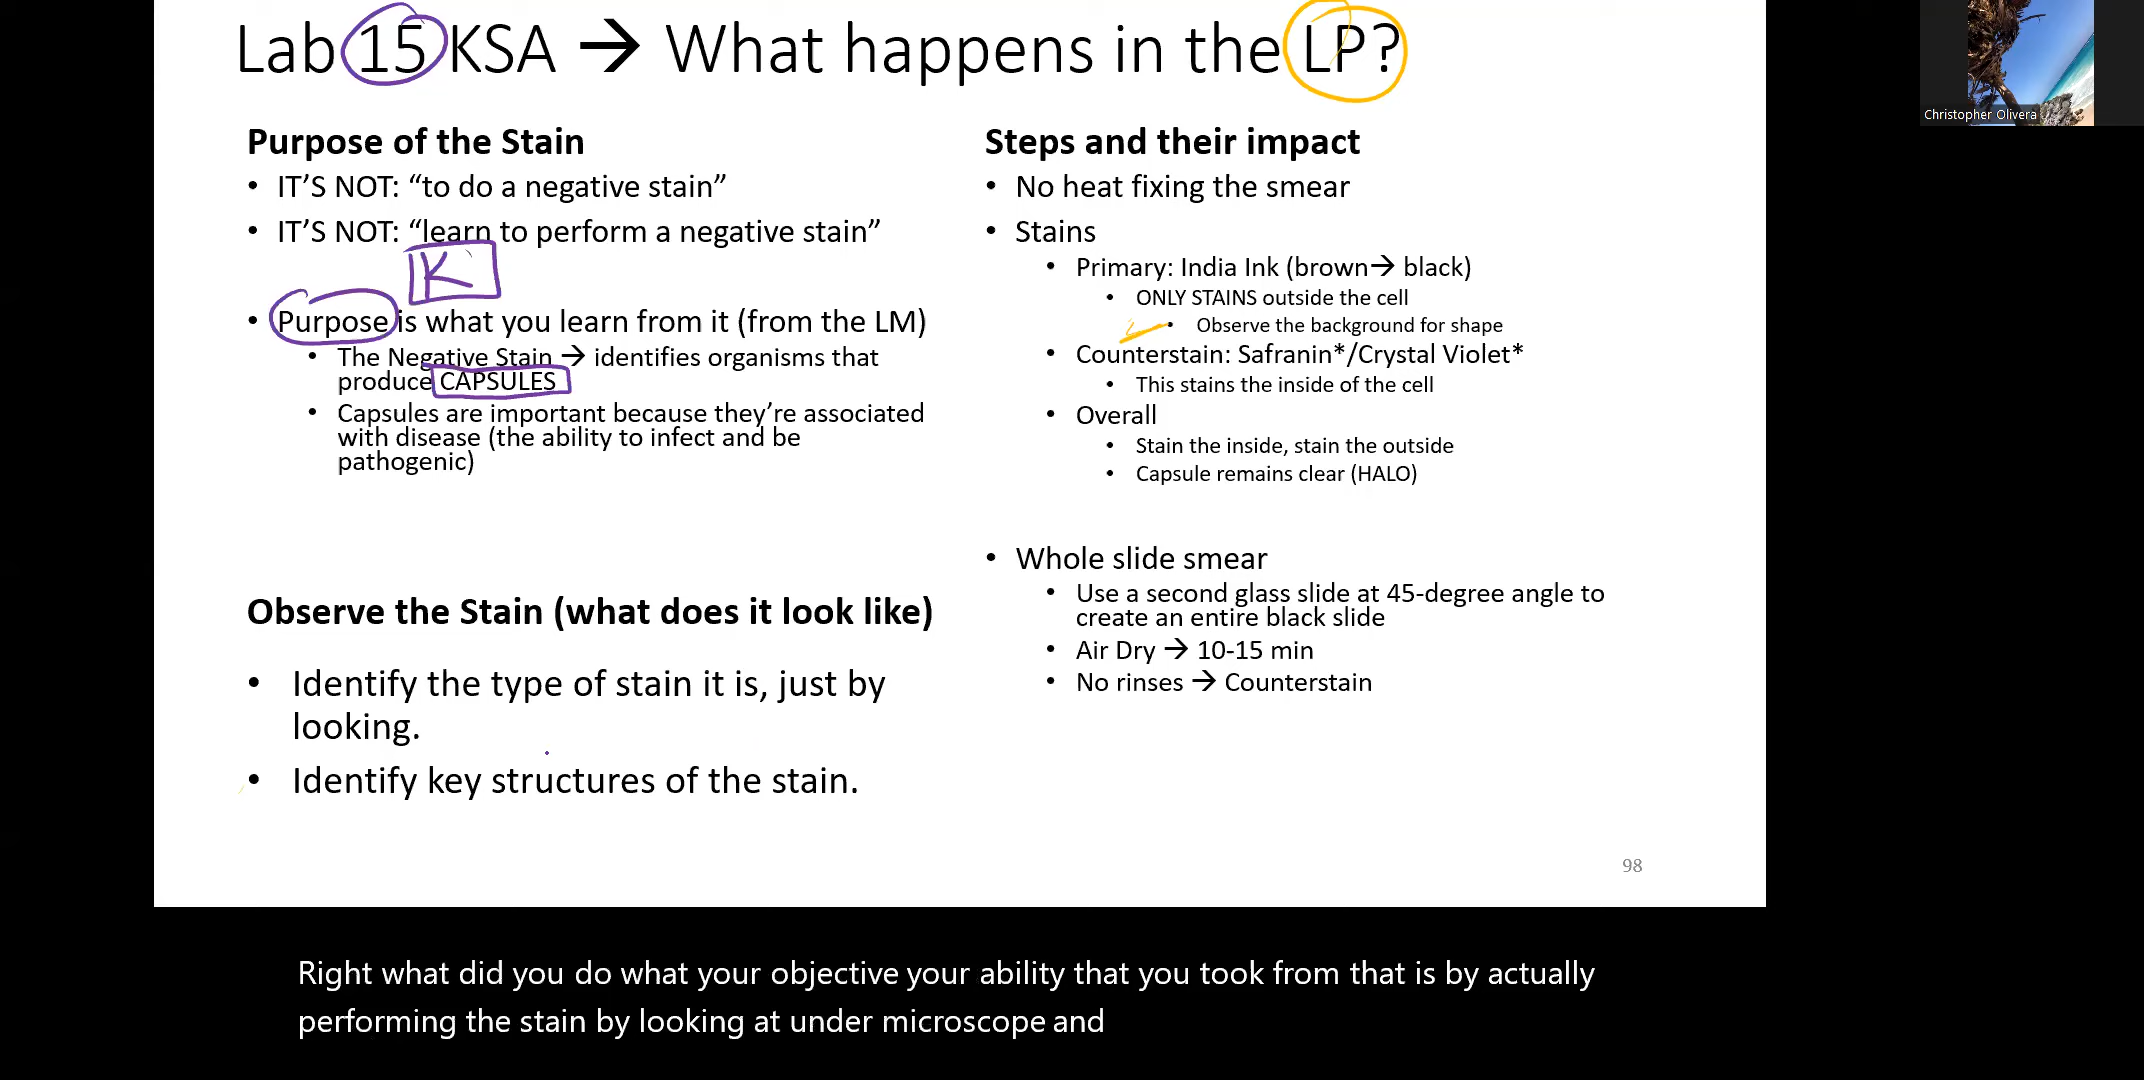 Lab 15 KSA → What happens in the LP?
Christopher Olivera
Purpose of the Stain
• IT’S NOT: “to do a negative stain”
• IT’S NOT: “learn to perform a negative stain”
K
• Purpose is what you learn from it (from the LM)
• The Negative Stain → identifies organisms that
produce CAPSULES
• Capsules are important because they’re associated
with disease (the ability to infect and be
pathogenic)
Observe the Stain (what does it look like)
• Identify the type of stain it is, just by
looking.
• Identify key structures of the stain.
Steps and their impact
• No heat fixing the smear
• Stains
• Primary: India Ink (brown→ black)
• ONLY STAINS outside the cell
• Observe the background for shape
• Counterstain: Safranin*/Crystal Violet*
• This stains the inside of the cell
• Overall
• Stain the inside, stain the outside
• Capsule remains clear (HALO)
• Whole slide smear
• Use a second glass slide at 45-degree angle to
create an entire black slide
• Air Dry → 10-15 min
• No rinses → Counterstain
98
Right what did you do what your objective your ability that you took from that is by actually
performing the stain by looking at under microscope and